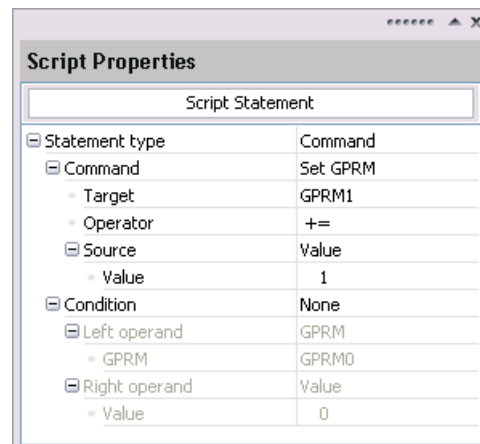 Script Properties
Script Statement
Statement type Command
Command Set GPRM
Target GPRM1
Operator +=
Source Value
Value 1
Condition None
Left operand GPRM
GPRM GPRM0
Right operand Value
Value 0